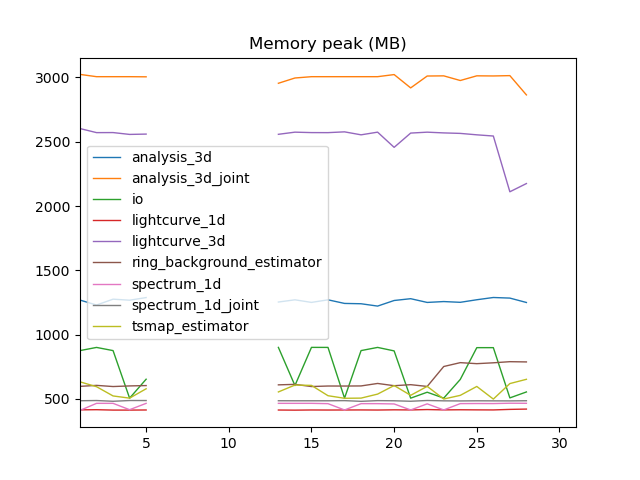 Memory peak (MB)
3000
2500
2000
1500
1000
500
analysis_3d
analysis_3d_joint
io
lightcurve_1d
lightcurve_3d
ring_background_estimator
spectrum_1d
spectrum_1d_joint
tsmap_estimator
5 10 15 20 25 30